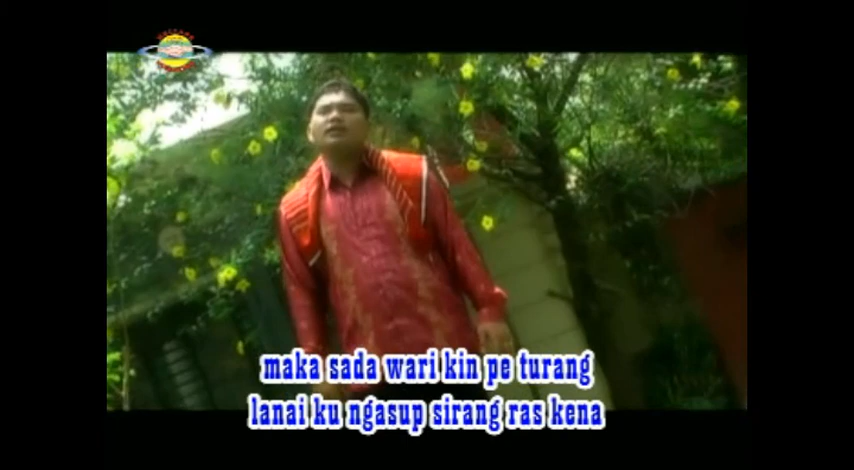 maka sada wari kin pe turang
lanai ku ngasup sirang ras kena